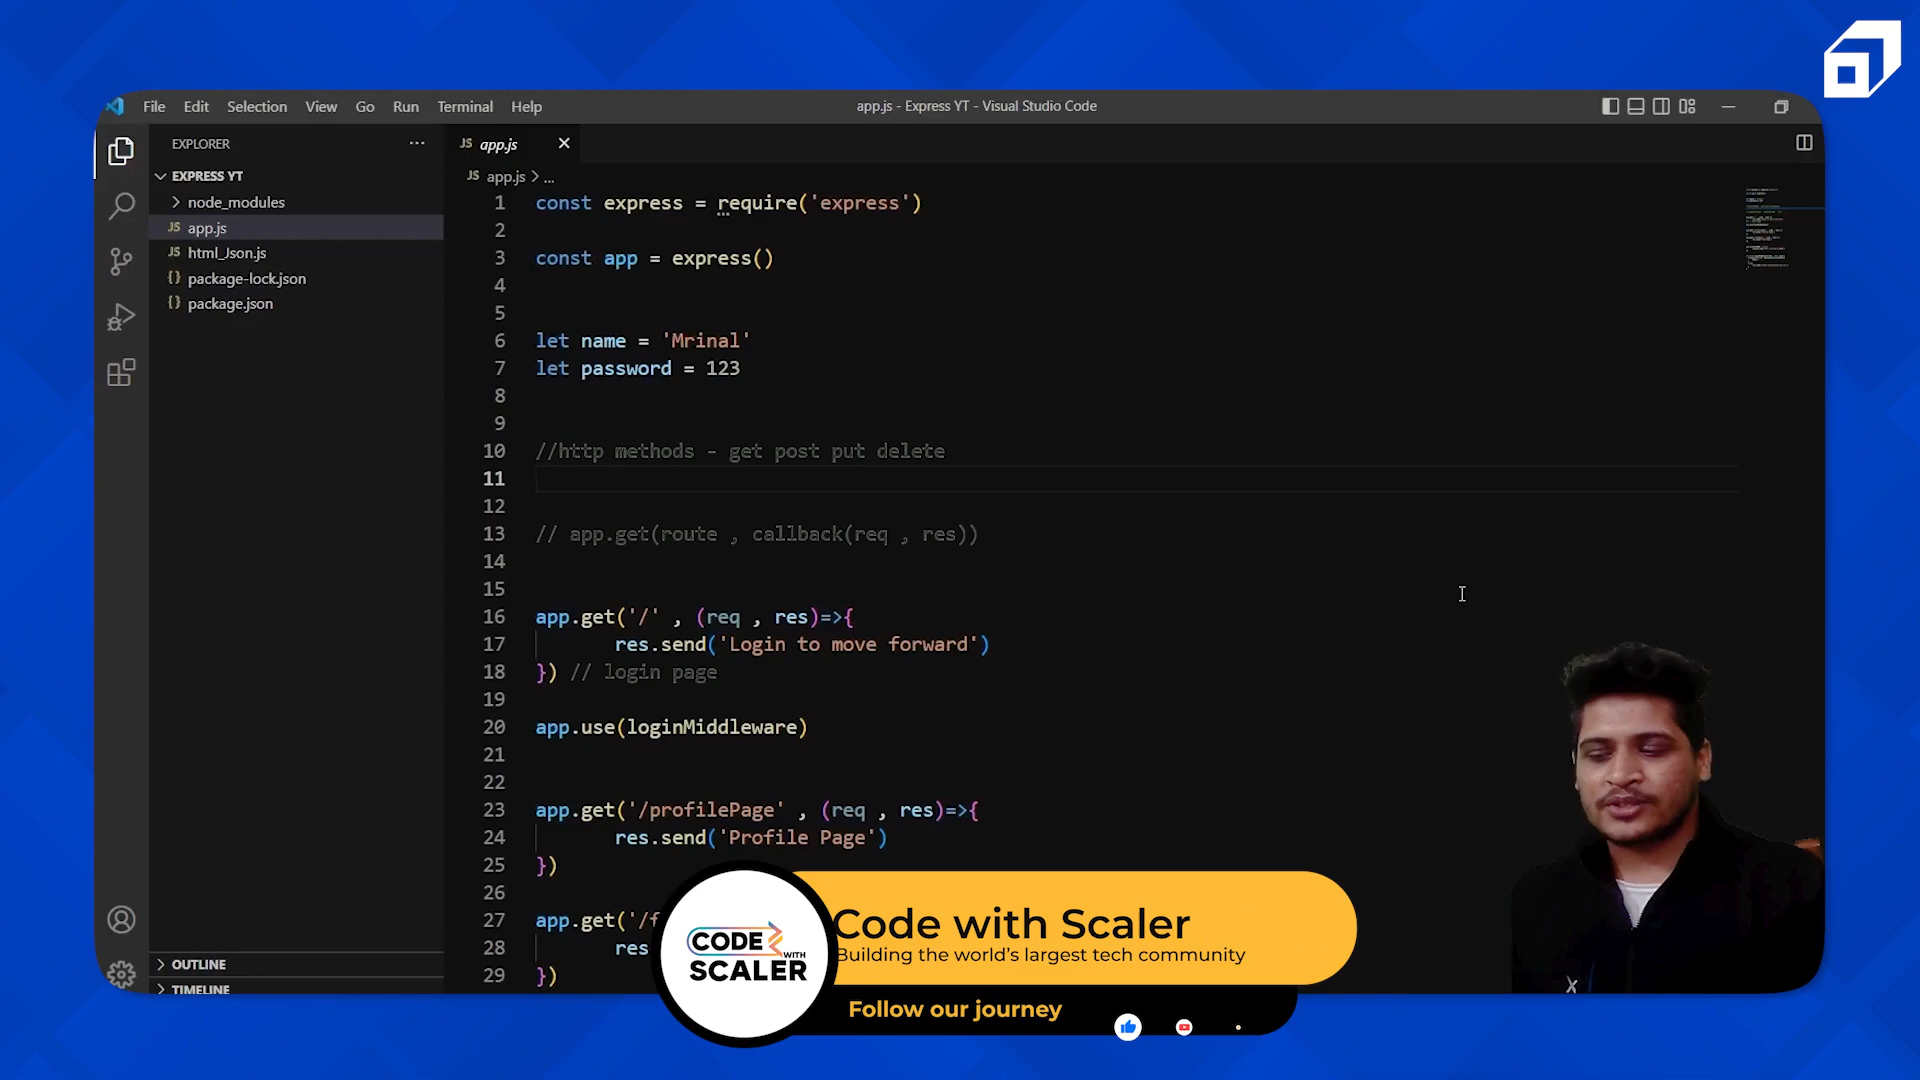 File Edit Selection View Go Run Terminal Help
app.js - Express YT - Visual Studio Code
EXPLORER
EXPRESS YT
node_modules
JS app.js
JS html_Json.js
{} package-lock.json
{} package.json
OUTLINE
TIMELINE
JS app.js
JS app.js > ...
1 const express = require('express')
2
3 const app = express()
4
5
6 let name = 'Mrinal'
7 let password = 123
8
9
10 //http methods - get post put delete
11
12
13 // app.get(route , callback(req , res))
14
15
16 app.get('/' , (req , res)=>{
17 res.send('Login to move forward')
18 }) // login page
19
20 app.use(loginMiddleware)
21
22
23 app.get('/profilePage' , (req , res)=>{
24 res.send('Profile Page')
25 })
26
27 app.get('/f
28 res
29 })
CODE WITH SCALER
Code with Scaler
Building the world's largest tech community
Follow our journey